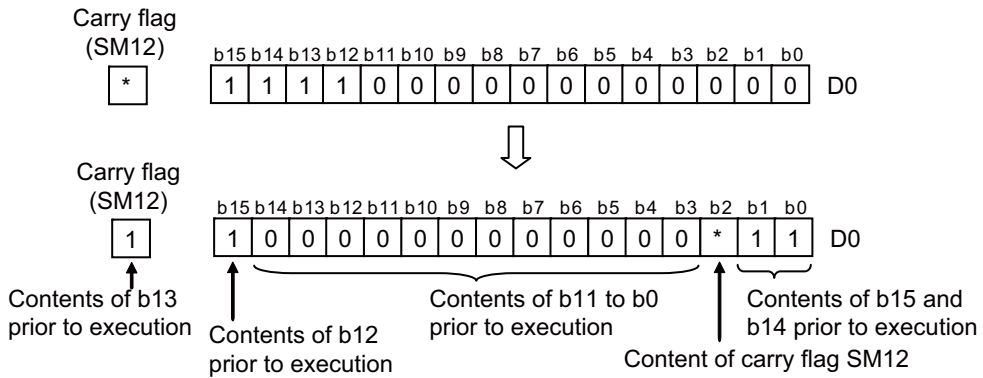 Carry flag
(SM12)
b15 b14 b13 b12 b11 b10 b9 b8 b7 b6 b5 b4 b3 b2 b1 b0
* 1 1 1 1 0 0 0 0 0 0 0 0 0 0 0 0 D0
Carry flag
(SM12)
b15 b14 b13 b12 b11 b10 b9 b8 b7 b6 b5 b4 b3 b2 b1 b0
1 1 0 0 0 0 0 0 0 0 0 0 0 0 * 1 1 D0
Contents of b13
prior to execution
Contents of b12
prior to execution
Contents of b11 to b0
prior to execution
Contents of b15 and
b14 prior to execution
Content of carry flag SM12